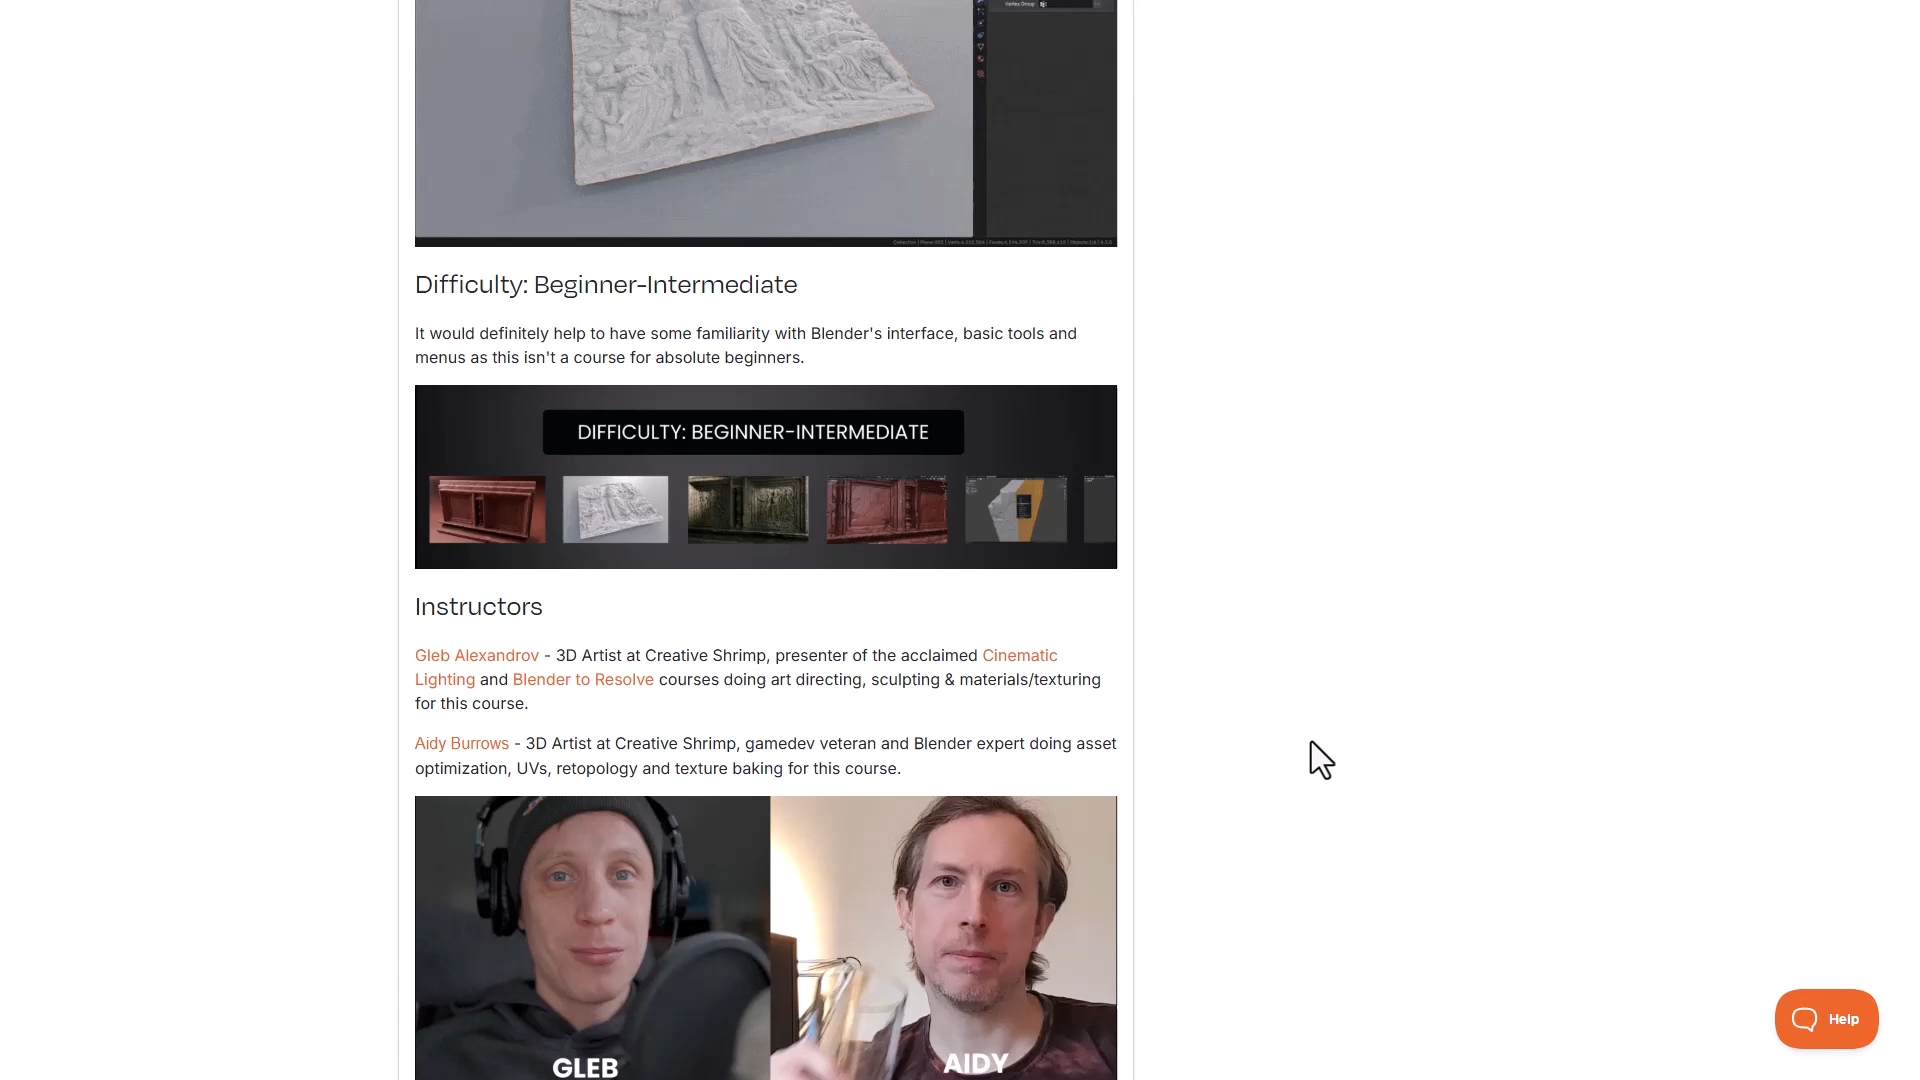 Vertex Group
Difficulty: Beginner-Intermediate
It would definitely help to have some familiarity with Blender's interface, basic tools and
menus as this isn't a course for absolute beginners.
DIFFICULTY: BEGINNER-INTERMEDIATE
Instructors
Gleb Alexandrov - 3D Artist at Creative Shrimp, presenter of the acclaimed Cinematic
Lighting and Blender to Resolve courses doing art directing, sculpting & materials/texturing
for this course.
Aidy Burrows - 3D Artist at Creative Shrimp, gamedev veteran and Blender expert doing asset
optimization, UVs, retopology and texture baking for this course.
GLEB
AIDY
Help